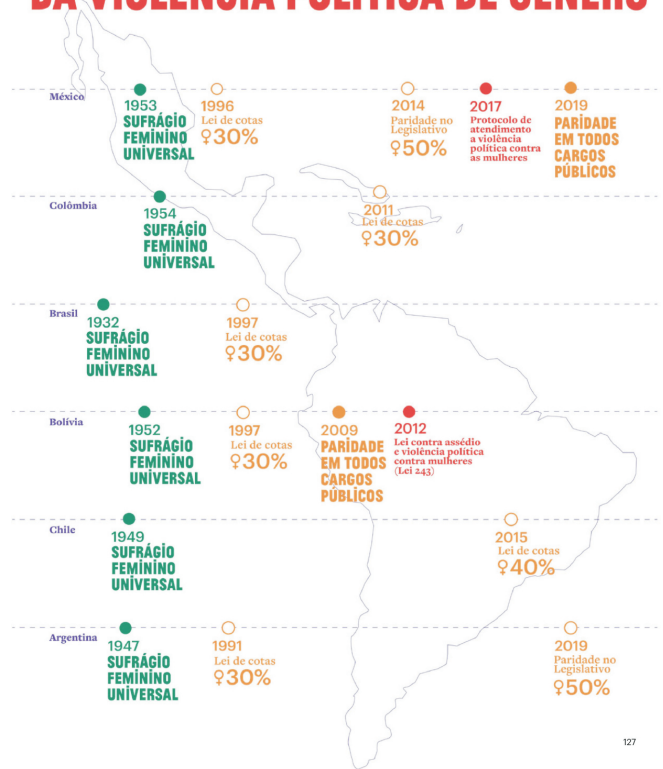 DA VIOLÊNCIA POLÍTICA DE GÊNERO
México
1953
SUFRÁGIO
FEMININO
UNIVERSAL
1996
Lei de cotas
♀30%
2014
Paridade no
Legislativo
♀50%
2017
Protocolo de
atendimento
a violência
política contra
as mulheres
2019
PARIDADE
EM TODOS
CARGOS
PÚBLICOS
Colômbia
1954
SUFRÁGIO
FEMININO
UNIVERSAL
2011
Lei de cotas
♀30%
Brasil
1932
SUFRÁGIO
FEMININO
UNIVERSAL
1997
Lei de cotas
♀30%
Bolívia
1952
SUFRÁGIO
FEMININO
UNIVERSAL
1997
Lei de cotas
♀30%
2009
PARIDADE
EM TODOS
CARGOS
PÚBLICOS
2012
Lei contra assédio
e violência política
contra mulheres
(Lei 243)
Chile
1949
SUFRÁGIO
FEMININO
UNIVERSAL
2015
Lei de cotas
♀40%
Argentina
1947
SUFRÁGIO
FEMININO
UNIVERSAL
1991
Lei de cotas
♀30%
2019
Paridade no
Legislativo
♀50%
127